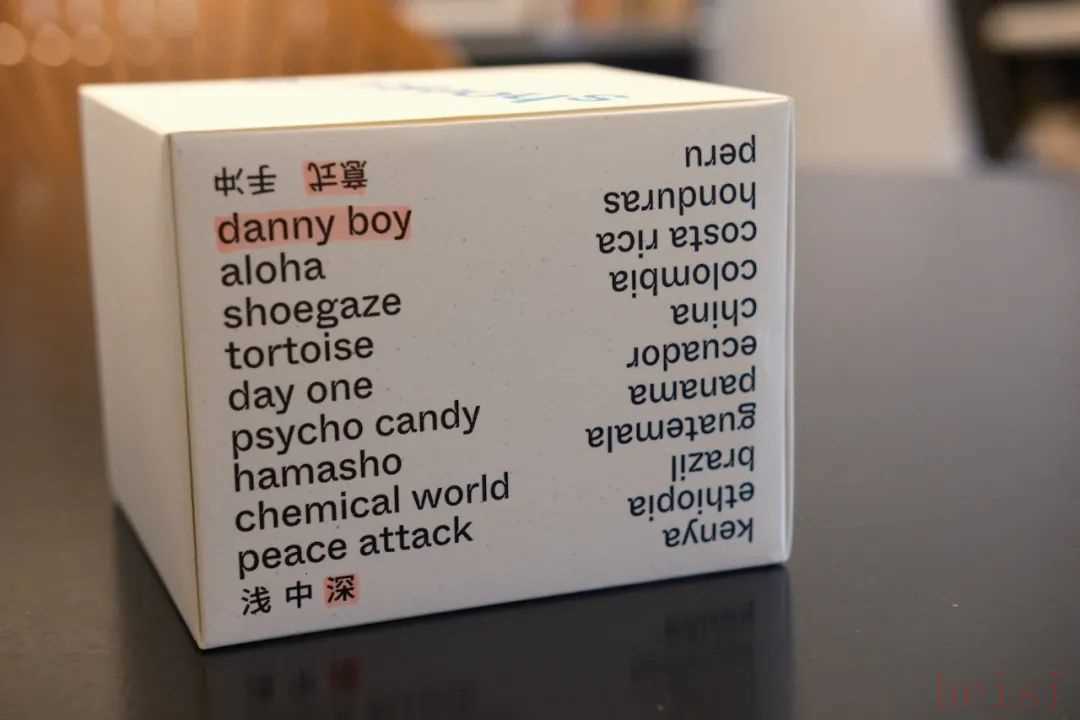 danny boy
aloha
shoegaze
tortoise
day one
psycho candy
hamasho
chemical world
peace attack
浅 中 深
kenya
ethiopia
brazil
guatemala
panama
ecuador
china
colombia
costa rica
honduras
peru
意式 手冲